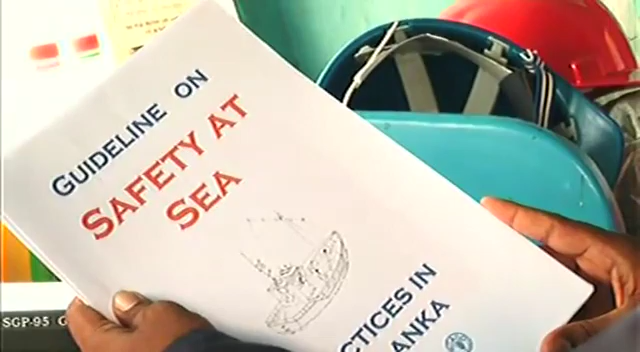 GUIDELINE ON
SAFETY AT
SEA
CTICES IN
ANKA
SGP-95 G